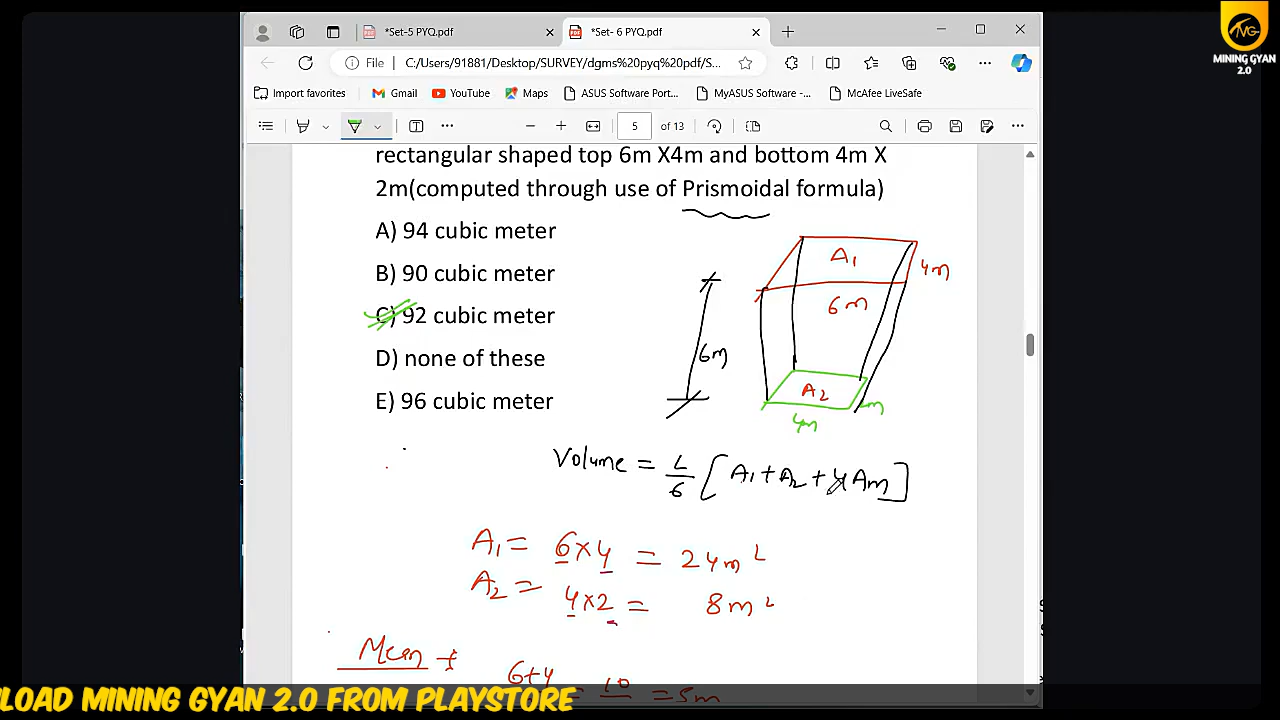 *Set-5 PYQ.pdf
*Set- 6 PYQ.pdf
File
C:/Users/91881/Desktop/SURVEY/dgms%20pyq%20pdf/S...
Import favorites
Gmail
YouTube
Maps
ASUS Software Port...
MyASUS Software -...
McAfee LiveSafe
5 of 13
MINING GYAN
2.0
rectangular shaped top 6m X4m and bottom 4m X
2m(computed through use of Prismoidal formula)
A) 94 cubic meter
B) 90 cubic meter
C) 92 cubic meter
D) none of these
E) 96 cubic meter
A1
4m
6m
6m
A2
4m
Volume = L/6 [A1+A2+4Am]
A1= 6×4 = 24m²
A2= 4×2= 8m²
Mean
6+4 = 10 =5m
LOAD MINING GYAN 2.0 FROM PLAYSTORE